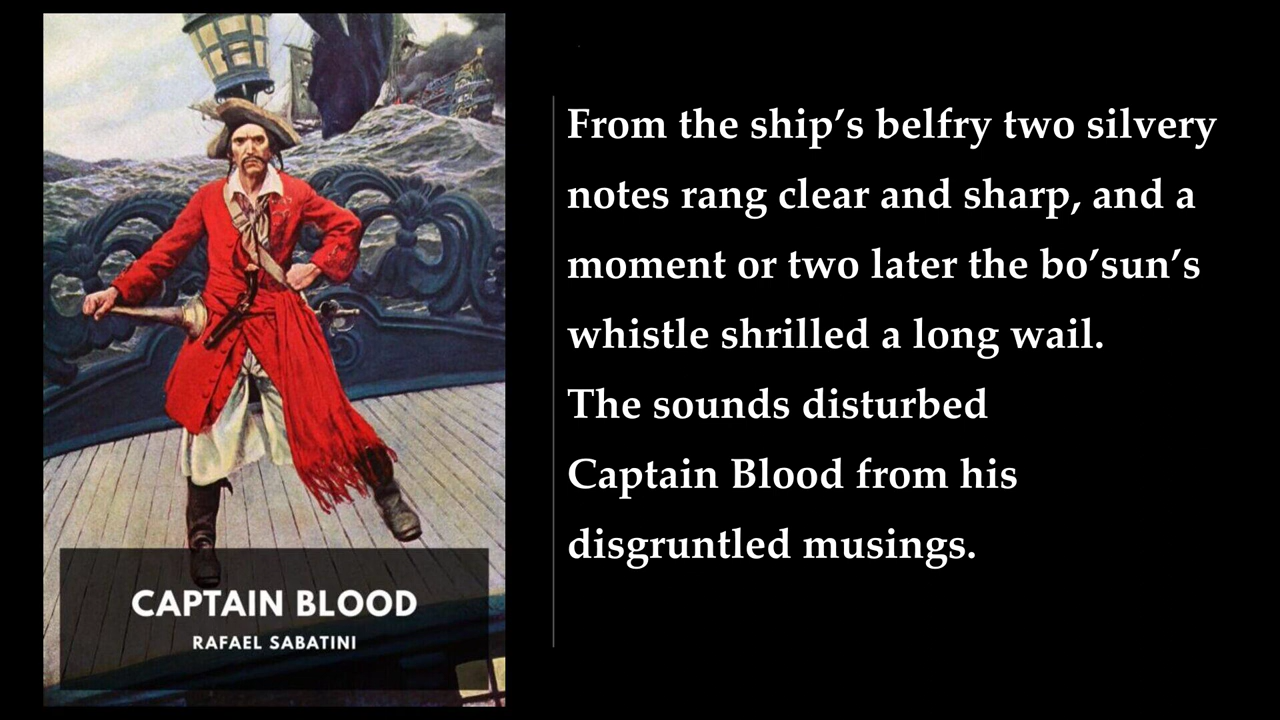 CAPTAIN BLOOD
RAFAEL SABATINI
From the ship’s belfry two silvery
notes rang clear and sharp, and a
moment or two later the bo’sun’s
whistle shrilled a long wail.
The sounds disturbed
Captain Blood from his
disgruntled musings.